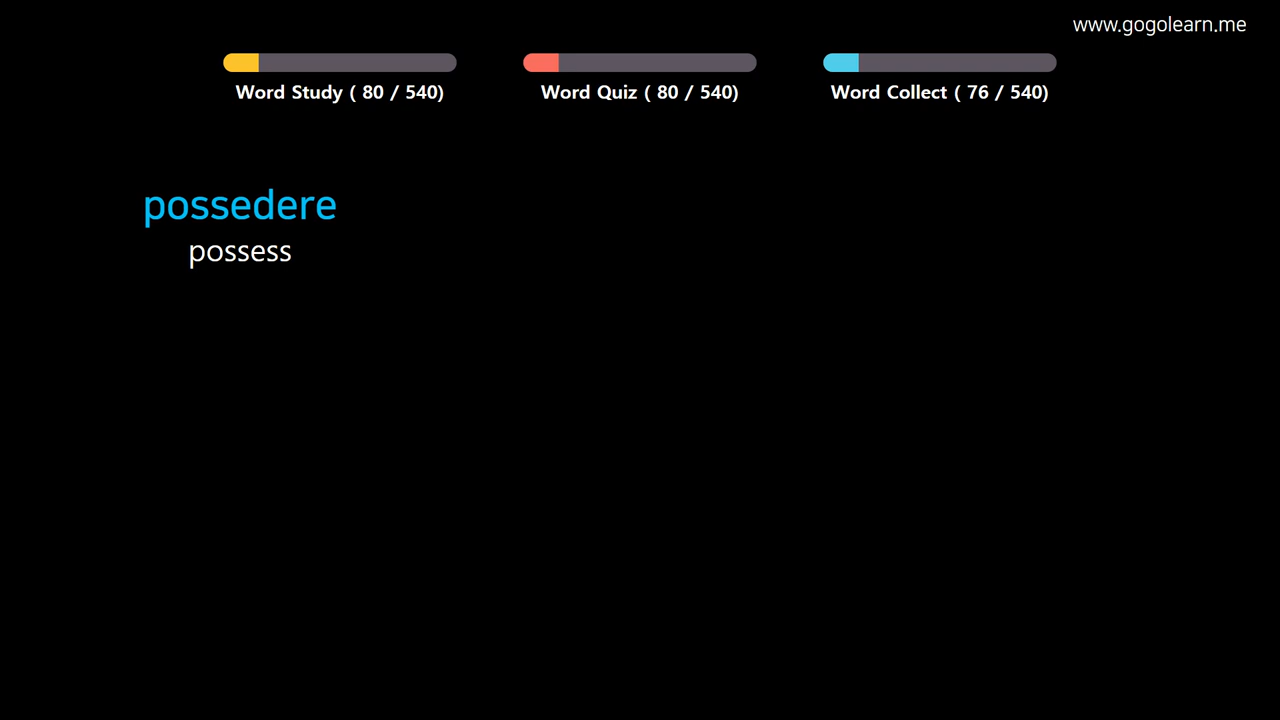 www.gogolearn.me
Word Study ( 80 / 540)
Word Quiz ( 80 / 540)
Word Collect ( 76 / 540)
possedere
possess